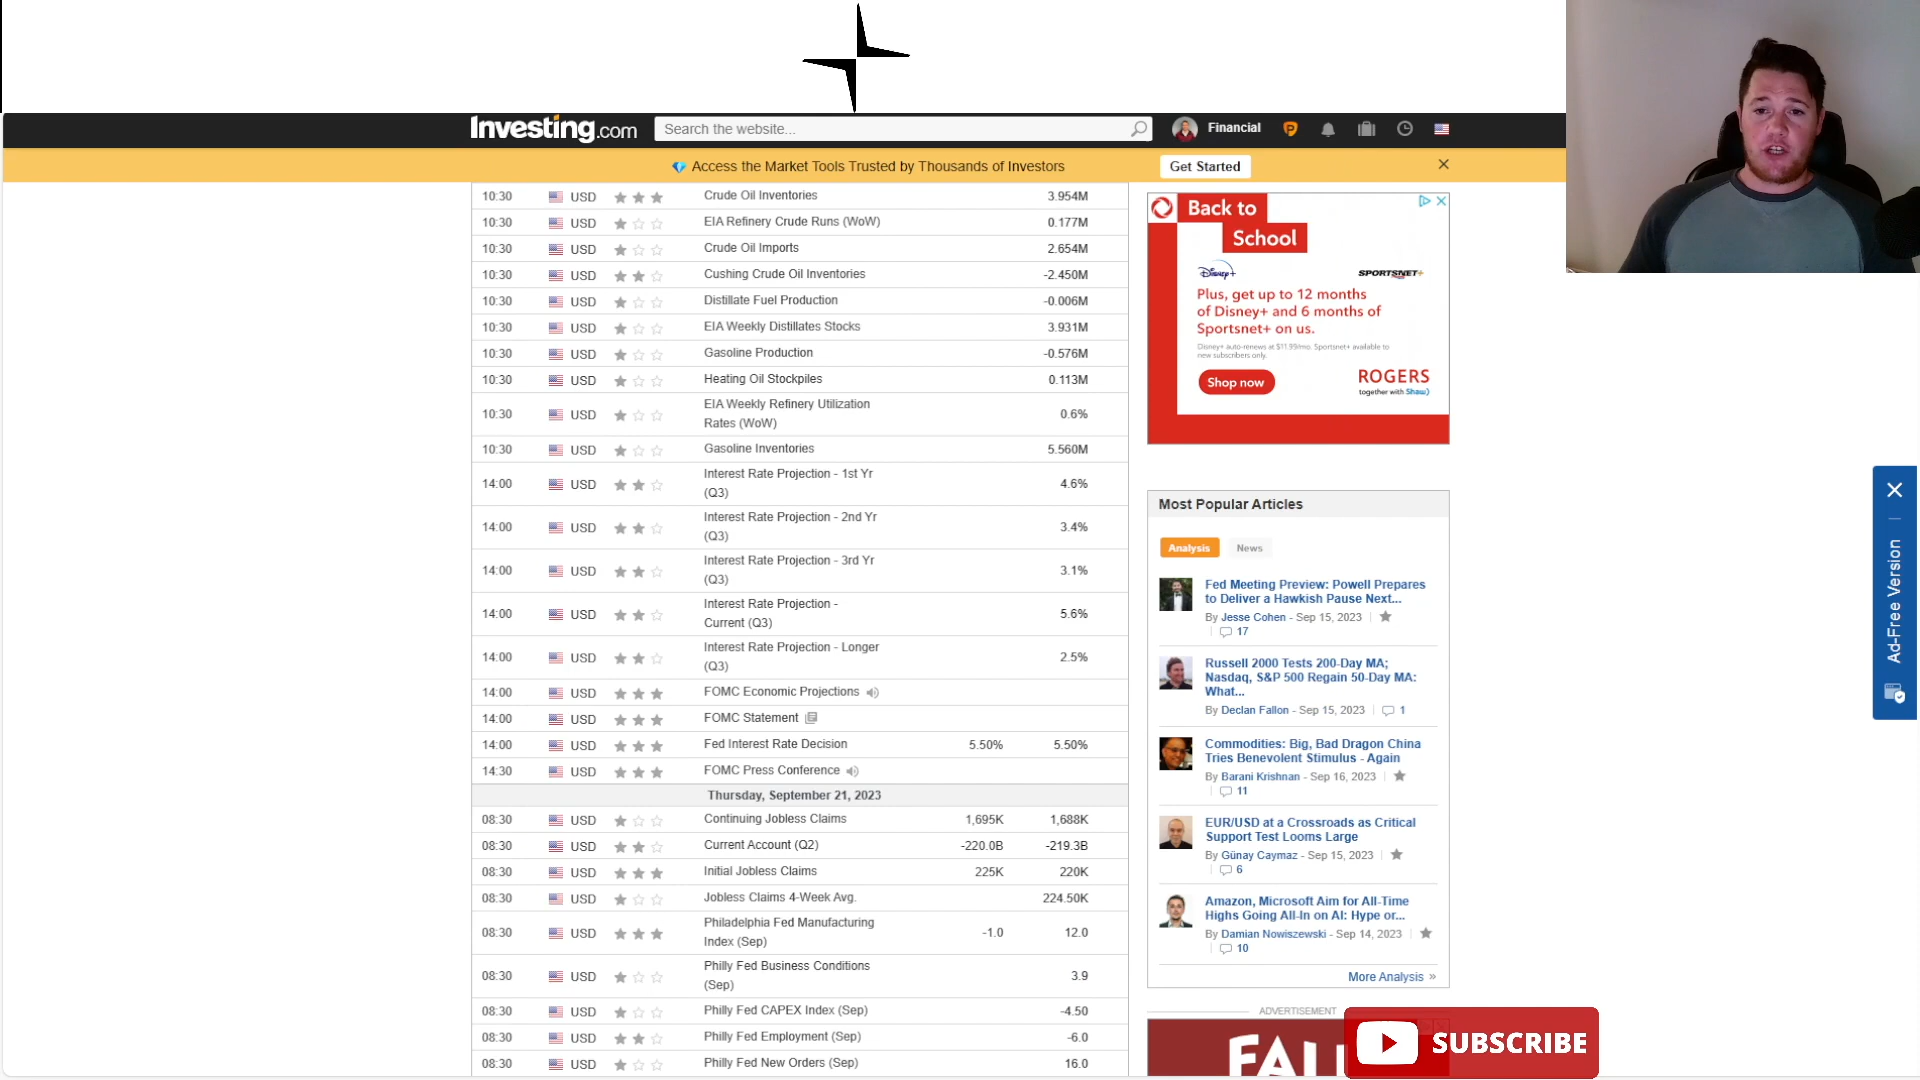 Investing.com
Search the website...
Financial
Access the Market Tools Trusted by Thousands of Investors
Get Started
10:30 USD Crude Oil Inventories 3.954M
10:30 USD EIA Refinery Crude Runs (WoW) 0.177M
10:30 USD Crude Oil Imports 2.654M
10:30 USD Cushing Crude Oil Inventories -2.450M
10:30 USD Distillate Fuel Production -0.006M
10:30 USD EIA Weekly Distillates Stocks 3.931M
10:30 USD Gasoline Production -0.576M
10:30 USD Heating Oil Stockpiles 0.113M
10:30 USD EIA Weekly Refinery Utilization
Rates (WoW) 0.6%
10:30 USD Gasoline Inventories 5.560M
14:00 USD Interest Rate Projection - 1st Yr
(Q3) 4.6%
14:00 USD Interest Rate Projection - 2nd Yr
(Q3) 3.4%
14:00 USD Interest Rate Projection - 3rd Yr
(Q3) 3.1%
14:00 USD Interest Rate Projection -
Current (Q3) 5.6%
14:00 USD Interest Rate Projection - Longer
(Q3) 2.5%
14:00 USD FOMC Economic Projections
14:00 USD FOMC Statement
14:00 USD Fed Interest Rate Decision 5.50% 5.50%
14:30 USD FOMC Press Conference
Thursday, September 21, 2023
08:30 USD Continuing Jobless Claims 1,695K 1,688K
08:30 USD Current Account (Q2) -220.0B -219.3B
08:30 USD Initial Jobless Claims 225K 220K
08:30 USD Jobless Claims 4-Week Avg. 224.50K
08:30 USD Philadelphia Fed Manufacturing
Index (Sep) -1.0 12.0
08:30 USD Philly Fed Business Conditions
(Sep) 3.9
08:30 USD Philly Fed CAPEX Index (Sep) -4.50
08:30 USD Philly Fed Employment (Sep) -6.0
08:30 USD Philly Fed New Orders (Sep) 16.0
Back to
School
Disney+ SPORTSNET+
Plus, get up to 12 months
of Disney+ and 6 months of
Sportsnet+ on us.
Disney+ auto-renews at $11.99/mo. Sportsnet+ available to
new subscribers only.
Shop now
ROGERS
together with Shaw)
Most Popular Articles
Analysis News
Fed Meeting Preview: Powell Prepares
to Deliver a Hawkish Pause Next...
By Jesse Cohen - Sep 15, 2023
17
Russell 2000 Tests 200-Day MA;
Nasdaq, S&P 500 Regain 50-Day MA:
What...
By Declan Fallon - Sep 15, 2023 1
Commodities: Big, Bad Dragon China
Tries Benevolent Stimulus - Again
By Barani Krishnan - Sep 16, 2023
11
EUR/USD at a Crossroads as Critical
Support Test Looms Large
By Günay Caymaz - Sep 15, 2023
6
Amazon, Microsoft Aim for All-Time
Highs Going All-In on AI: Hype or...
By Damian Nowiszewski - Sep 14, 2023
10
More Analysis »
ADVERTISEMENT
SUBSCRIBE
Ad-Free Version